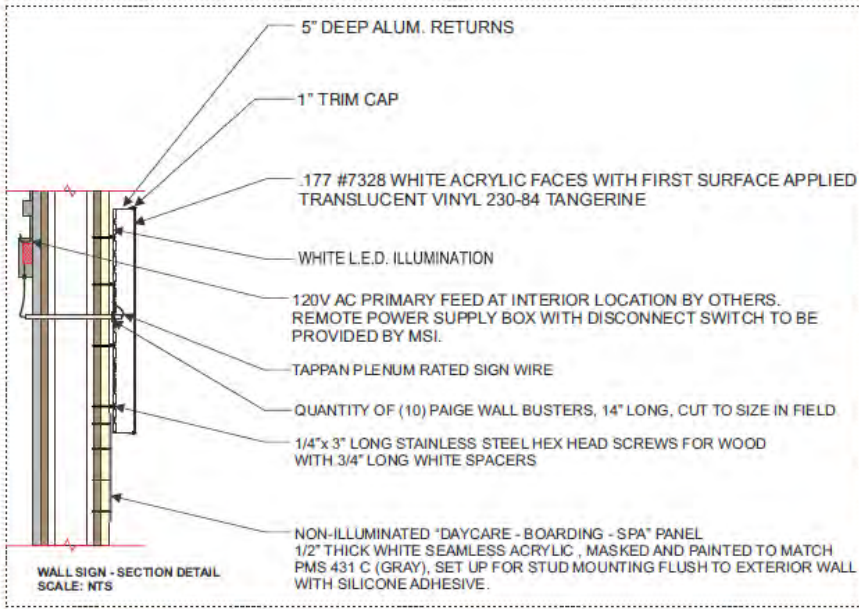 5" DEEP ALUM. RETURNS
1" TRIM CAP
.177 #7328 WHITE ACRYLIC FACES WITH FIRST SURFACE APPLIED
TRANSLUCENT VINYL 230-84 TANGERINE
WHITE L.E.D. ILLUMINATION
120V AC PRIMARY FEED AT INTERIOR LOCATION BY OTHERS.
REMOTE POWER SUPPLY BOX WITH DISCONNECT SWITCH TO BE
PROVIDED BY MSI.
TAPPAN PLENUM RATED SIGN WIRE
QUANTITY OF (10) PAIGE WALL BUSTERS, 14" LONG, CUT TO SIZE IN FIELD
1/4"x 3" LONG STAINLESS STEEL HEX HEAD SCREWS FOR WOOD
WITH 3/4" LONG WHITE SPACERS
NON-ILLUMINATED "DAYCARE - BOARDING - SPA" PANEL
1/2" THICK WHITE SEAMLESS ACRYLIC , MASKED AND PAINTED TO MATCH
PMS 431 C (GRAY), SET UP FOR STUD MOUNTING FLUSH TO EXTERIOR WALL
WITH SILICONE ADHESIVE.
WALL SIGN - SECTION DETAIL
SCALE: NTS